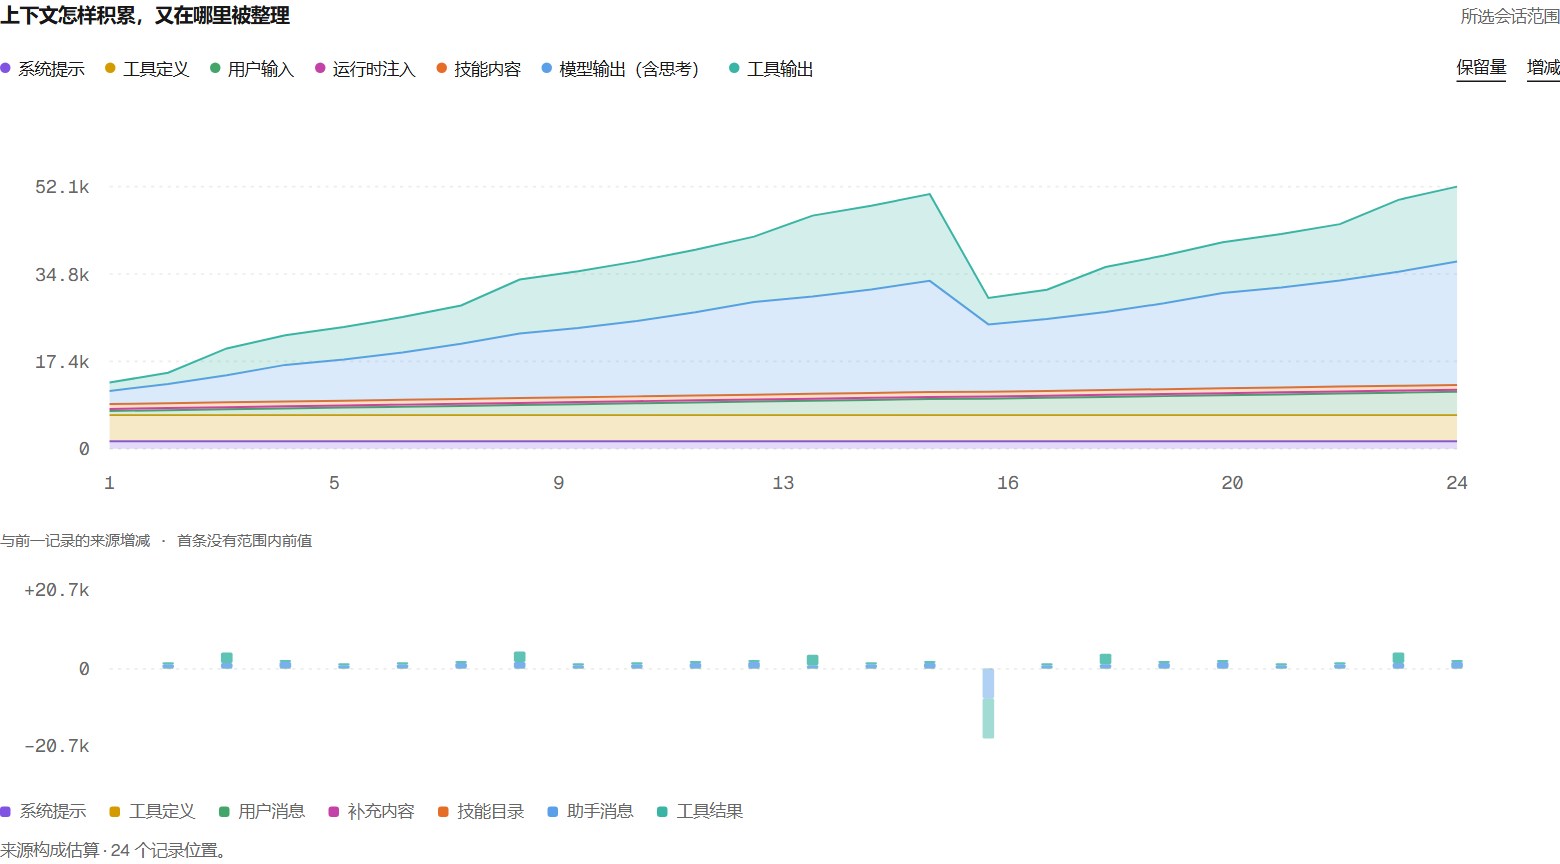 上下文怎样积累，又在哪里被整理 所选会话范围
系统提示 工具定义 用户输入 运行时注入 技能内容 模型输出（含思考） 工具输出 保留量 增减
52.1k
34.8k
17.4k
0
1 5 9 13 16 20 24
与前一记录的来源增减 · 首条没有范围内前值
+20.7k
0
−20.7k
系统提示 工具定义 用户消息 补充内容 技能目录 助手消息 工具结果
来源构成估算 · 24 个记录位置。